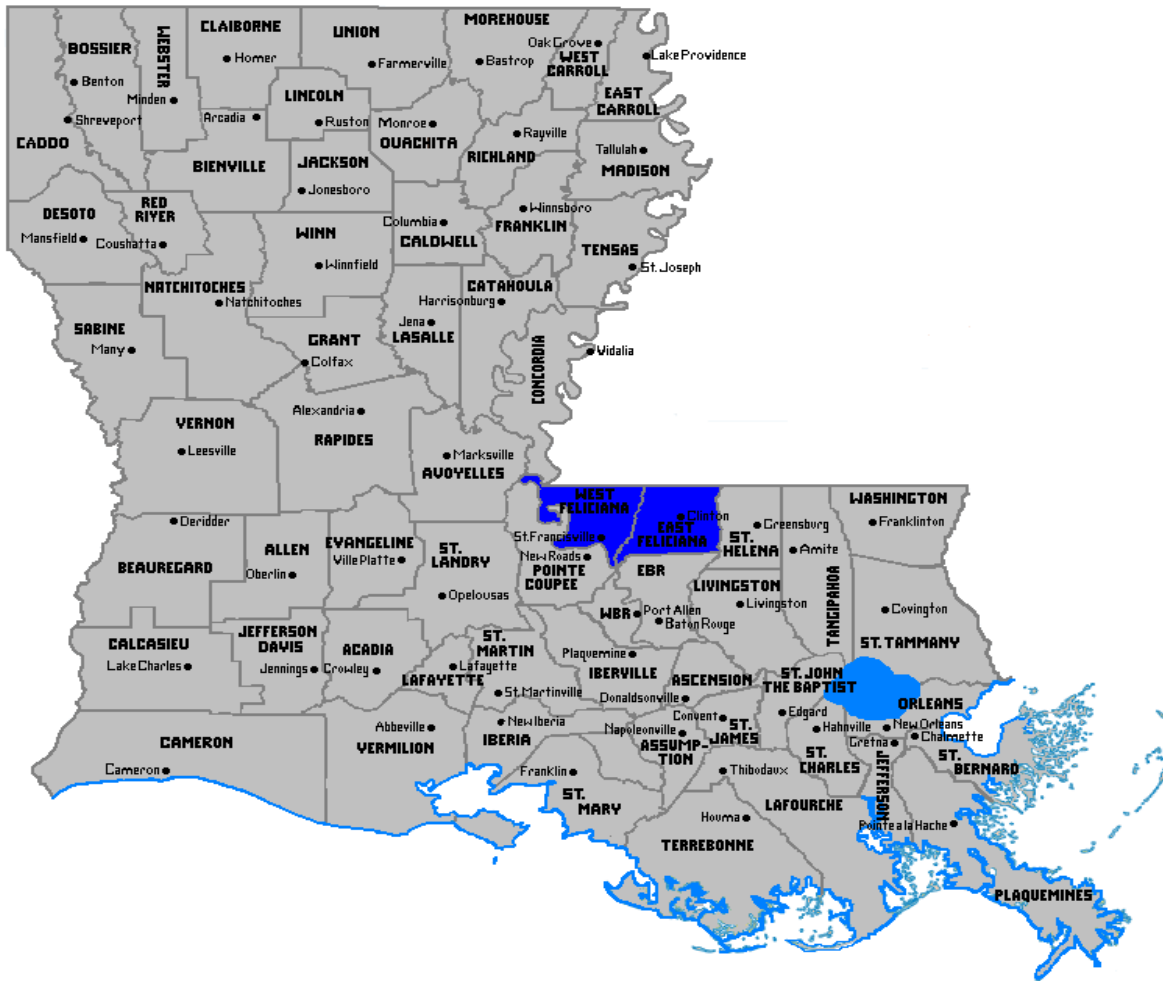 MOREHOUSE
CLAIBORNE
UNION
BOSSIER
WEBSTER
Oak Grove
WEST
CARROLL
Lake Providence
Homer
Farmerville
Bastrop
Benton
EAST
CARROLL
Minden
LINCOLN
Shreveport
Arcadia
Ruston
Monroe
Rayville
CADDO
OUACHITA
RICHLAND
Tallulah
BIENVILLE
JACKSON
MADISON
Jonesboro
DESOTO
RED
RIVER
Winnsboro
Columbia
FRANKLIN
Mansfield
Coushatta
WINN
CALDWELL
TENSAS
Winnfield
St. Joseph
NATCHITOCHES
CATAHOULA
Natchitoches
Harrisonburg
SABINE
Jena
GRANT
LASALLE
Many
Colfax
CONCORDIA
Vidalia
Alexandria
VERNON
RAPIDES
Leesville
Marksville
AVOYELLES
WEST
FELICIANA
WASHINGTON
Deridder
Clinton
Greensburg
Franklinton
EAST
FELICIANA
St. Francisville
ST.
HELENA
ALLEN
EVANGELINE
ST.
LANDRY
New Roads
Amite
BEAUREGARD
Oberlin
Ville Platte
POINTE
COUPEE
EBR
LIVINGSTON
TANGIPAHOA
Opelousas
WBR
Port Allen
Livingston
Covington
Baton Rouge
CALCASIEU
JEFFERSON
DAVIS
ACADIA
ST.
MARTIN
Plaquemine
ST. TAMMANY
Lake Charles
Jennings
Crowley
LAFAYETTE
Lafayette
IBERVILLE
ASCENSION
ST. JOHN
THE BAPTIST
St. Martinville
Donaldsonville
ORLEANS
Abbeville
New Iberia
Convent
Edgard
New Orleans
CAMERON
VERMILION
IBERIA
Napoleonville
ST.
JAMES
Hahnville
Chalmette
ASSUMP-
TION
Gretna
ST.
CHARLES
JEFFERSON
ST.
BERNARD
Cameron
Franklin
Thibodaux
ST.
MARY
LAFOURCHE
Houma
Pointe a la Hache
TERREBONNE
PLAQUEMINES